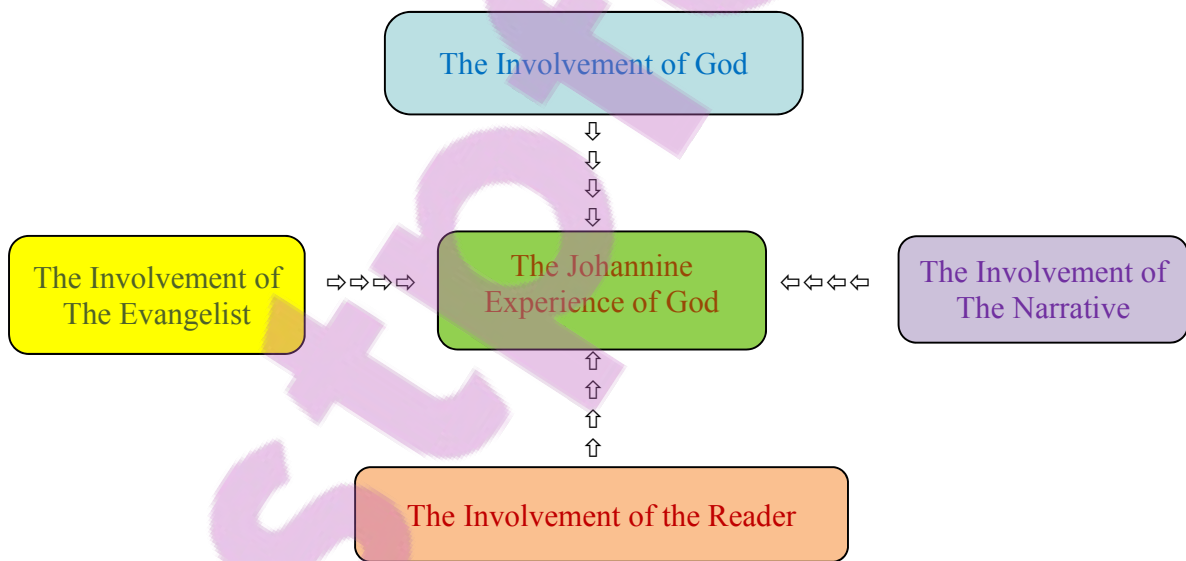 The Involvement of God
The Involvement of
The Evangelist
The Johannine
Experience of God
The Involvement of
The Narrative
The Involvement of the Reader